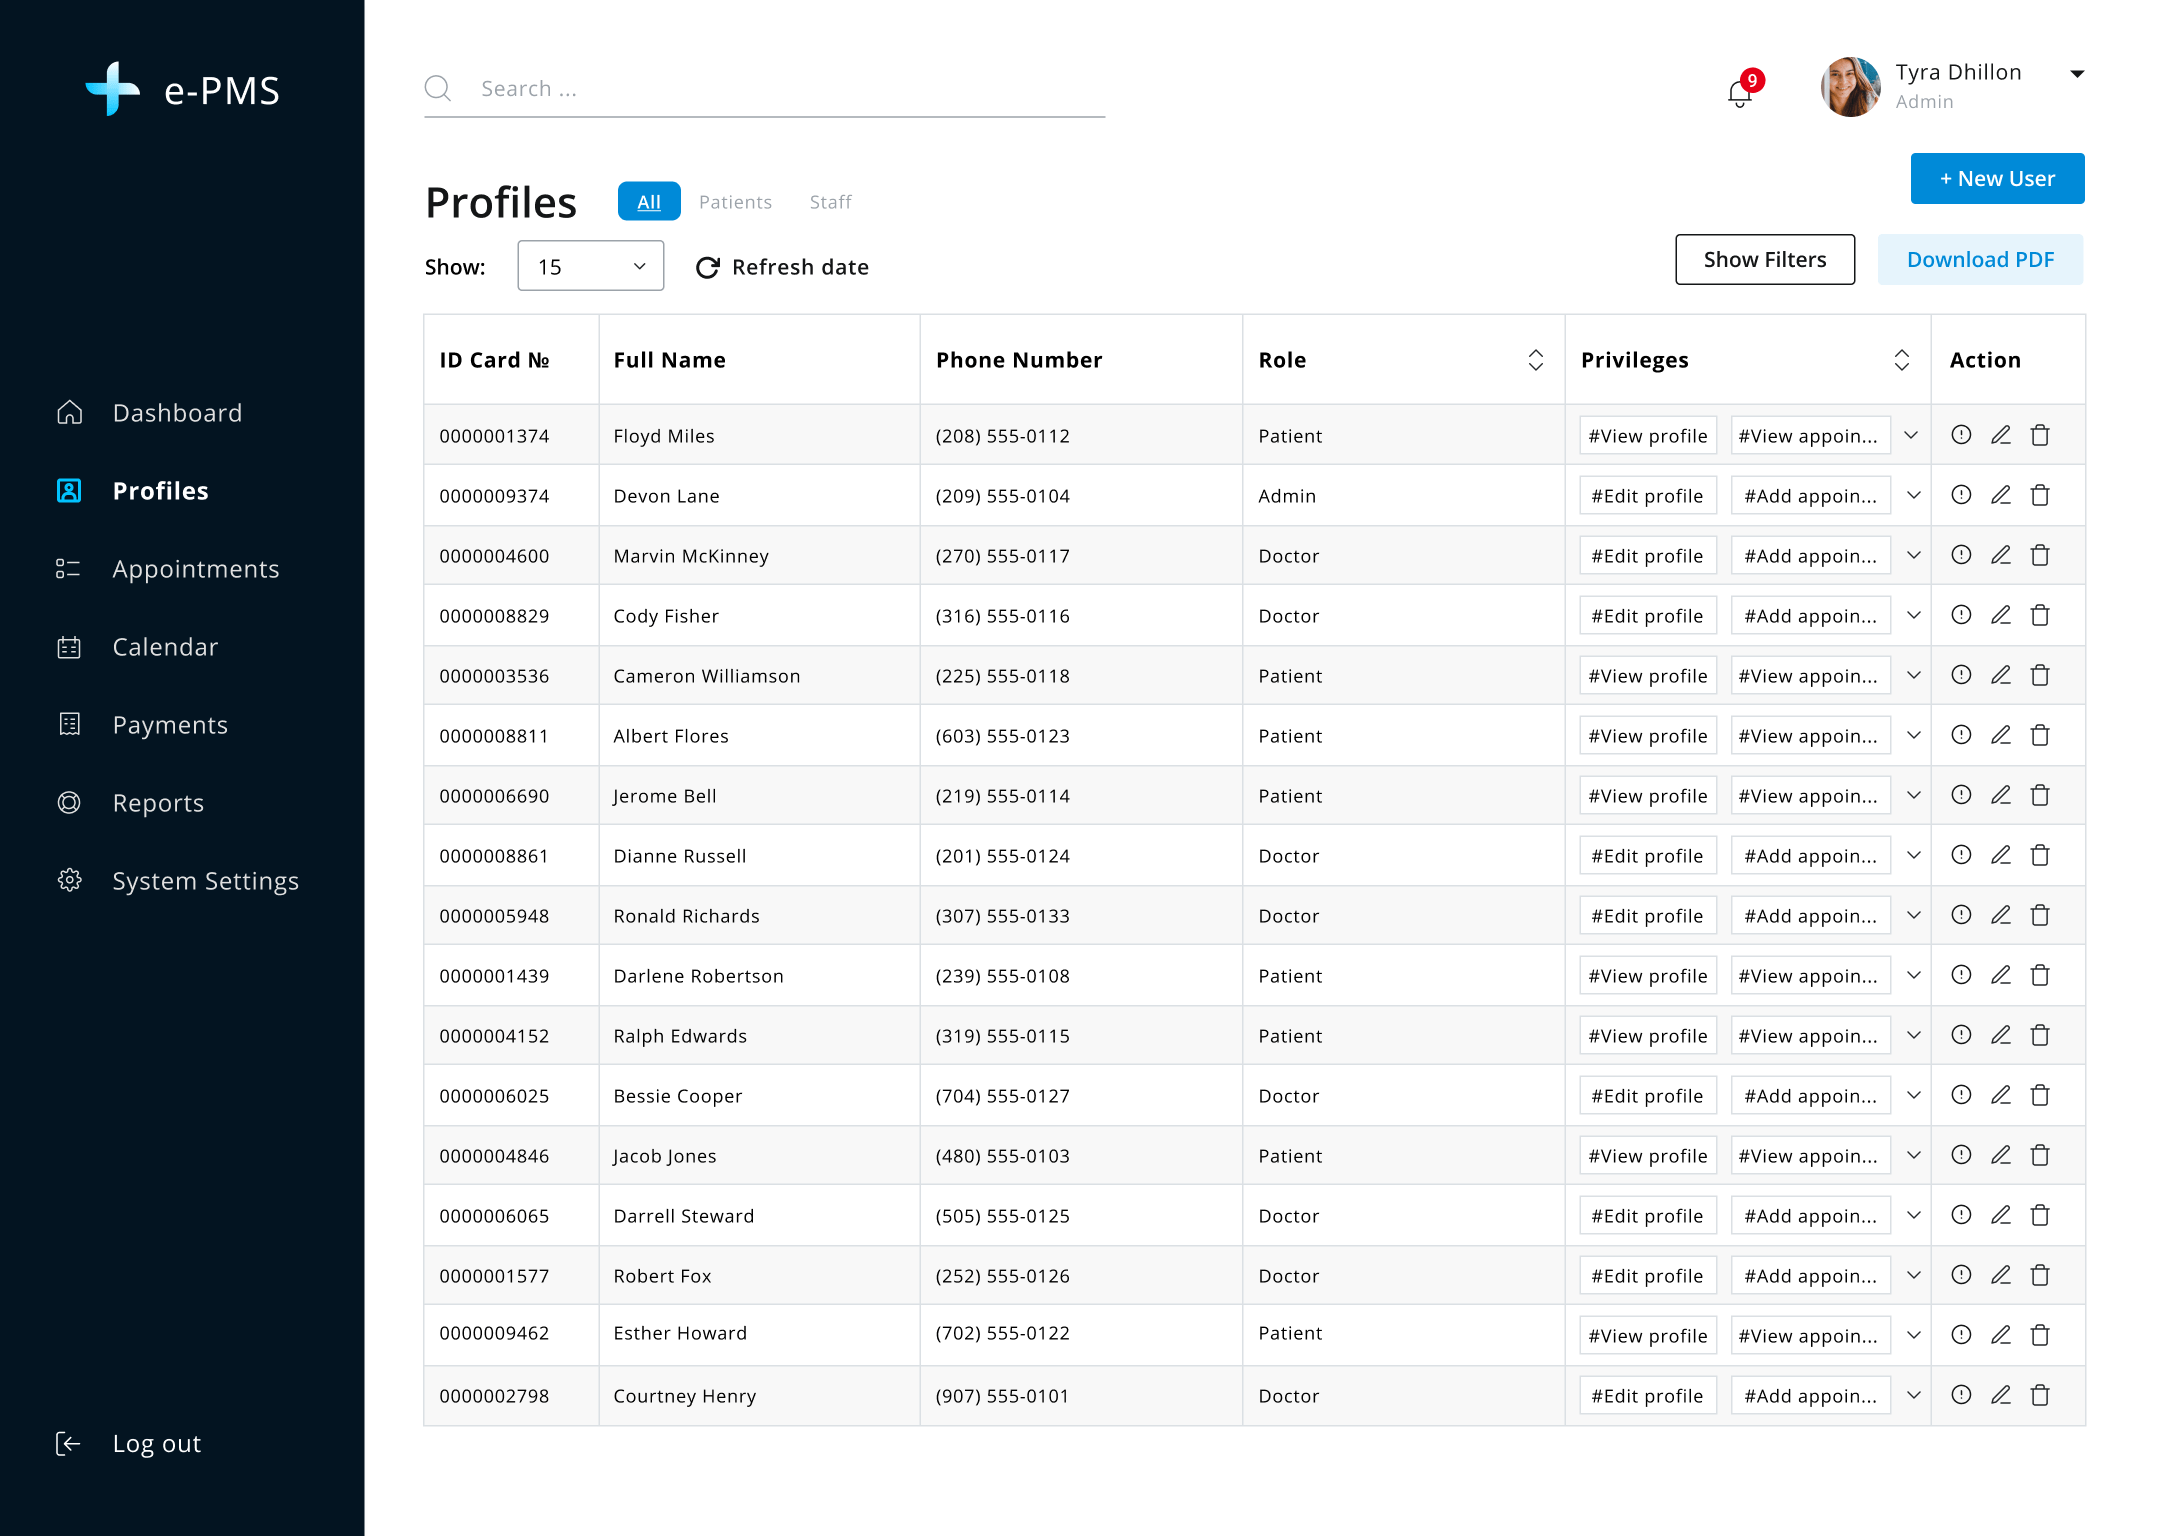 e-PMS
Search ...
9
Tyra Dhillon
Admin
+ New User
Profiles All Patients Staff
Show: 15 Refresh date
Show Filters Download PDF
Dashboard
Profiles
Appointments
Calendar
Payments
Reports
System Settings
Log out
ID Card № Full Name Phone Number Role Privileges Action
0000001374 Floyd Miles (208) 555-0112 Patient #View profile #View appoin...
0000009374 Devon Lane (209) 555-0104 Admin #Edit profile #Add appoin...
0000004600 Marvin McKinney (270) 555-0117 Doctor #Edit profile #Add appoin...
0000008829 Cody Fisher (316) 555-0116 Doctor #Edit profile #Add appoin...
0000003536 Cameron Williamson (225) 555-0118 Patient #View profile #View appoin...
0000008811 Albert Flores (603) 555-0123 Patient #View profile #View appoin...
0000006690 Jerome Bell (219) 555-0114 Patient #View profile #View appoin...
0000008861 Dianne Russell (201) 555-0124 Doctor #Edit profile #Add appoin...
0000005948 Ronald Richards (307) 555-0133 Doctor #Edit profile #Add appoin...
0000001439 Darlene Robertson (239) 555-0108 Patient #View profile #View appoin...
0000004152 Ralph Edwards (319) 555-0115 Patient #View profile #View appoin...
0000006025 Bessie Cooper (704) 555-0127 Doctor #Edit profile #Add appoin...
0000004846 Jacob Jones (480) 555-0103 Patient #View profile #View appoin...
0000006065 Darrell Steward (505) 555-0125 Doctor #Edit profile #Add appoin...
0000001577 Robert Fox (252) 555-0126 Doctor #Edit profile #Add appoin...
0000009462 Esther Howard (702) 555-0122 Patient #View profile #View appoin...
0000002798 Courtney Henry (907) 555-0101 Doctor #Edit profile #Add appoin...